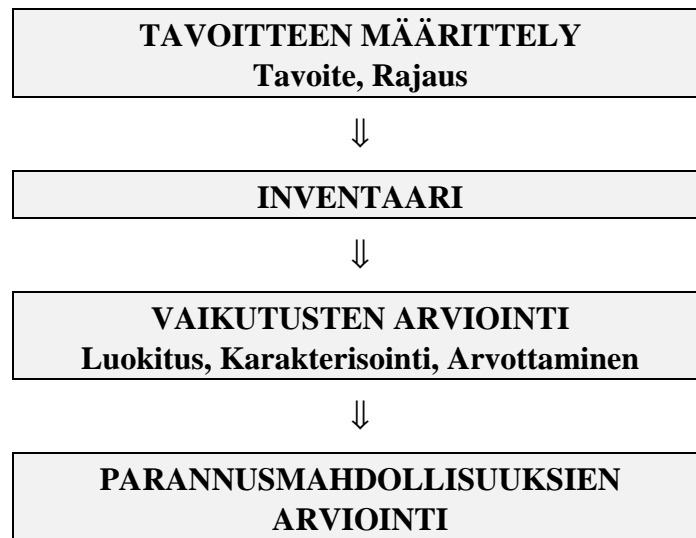 TAVOITTEEN MÄÄRITTELY
Tavoite, Rajaus
⇓
INVENTAARI
⇓
VAIKUTUSTEN ARVIOINTI
Luokitus, Karakterisointi, Arvottaminen
⇓
PARANNUSMAHDOLLISUUKSIEN
ARVIOINTI